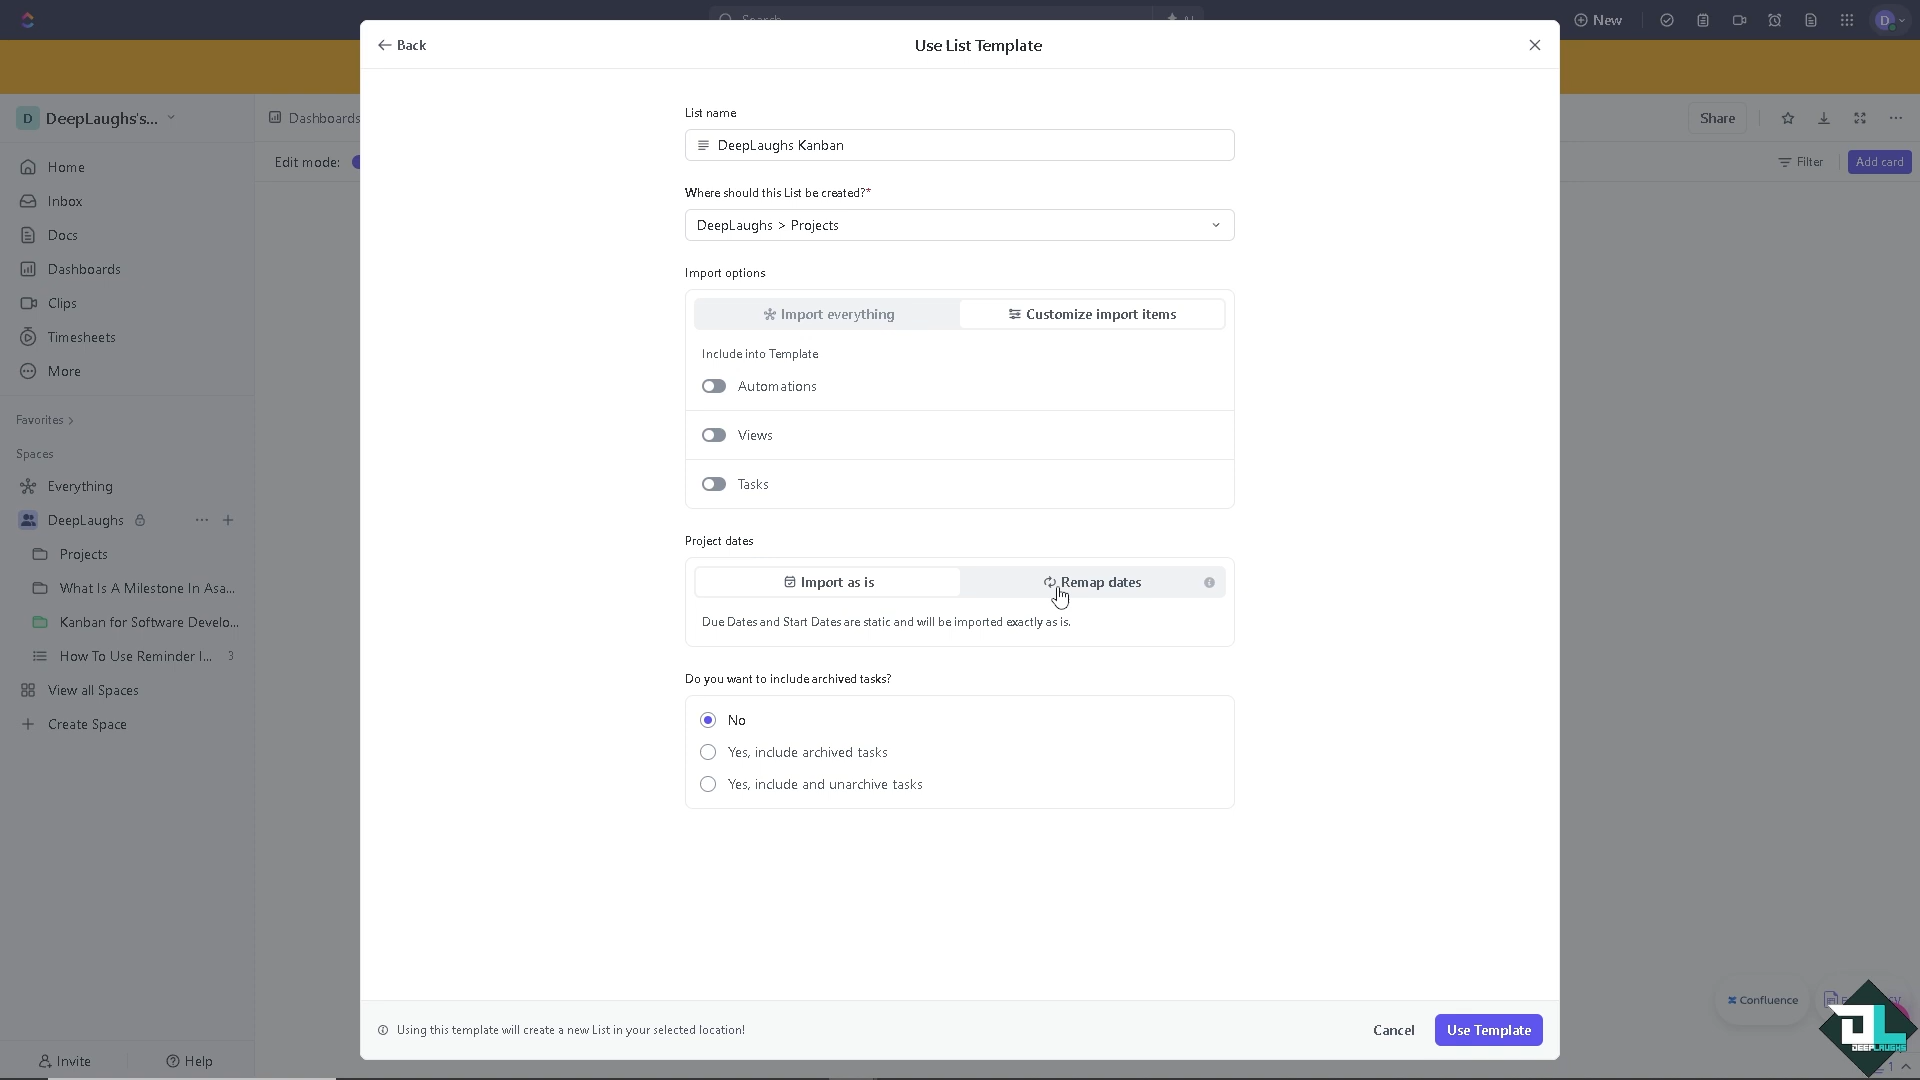 Search
AI
New
D
Back
Use List Template
D DeepLaughs's...
Dashboards
Share
Edit mode:
Filter
Add card
Home
Inbox
Docs
Dashboards
Clips
Timesheets
More
Favorites
Spaces
Everything
DeepLaughs
Projects
What Is A Milestone In Asa...
Kanban for Software Develo...
How To Use Reminder I... 3
View all Spaces
Create Space
Invite
Help
List name
DeepLaughs Kanban
Where should this List be created?*
DeepLaughs > Projects
Import options
Import everything
Customize import items
Include into Template
Automations
Views
Tasks
Project dates
Import as is
Remap dates
Due Dates and Start Dates are static and will be imported exactly as is.
Do you want to include archived tasks?
No
Yes, include archived tasks
Yes, include and unarchive tasks
Using this template will create a new List in your selected location!
Cancel
Use Template
Confluence
DEEPLAUGHS
1